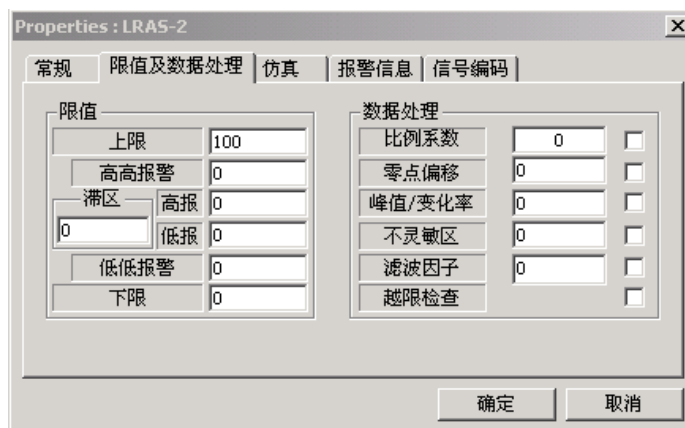 Properties : LRAS-2
常规 限值及数据处理 仿真 报警信息 信号编码
限值
上限 100
高高报警 0
滞区 高报 0
0 低报 0
低低报警 0
下限 0
数据处理
比例系数 0
零点偏移 0
峰值/变化率 0
不灵敏区 0
滤波因子 0
越限检查
确定 取消